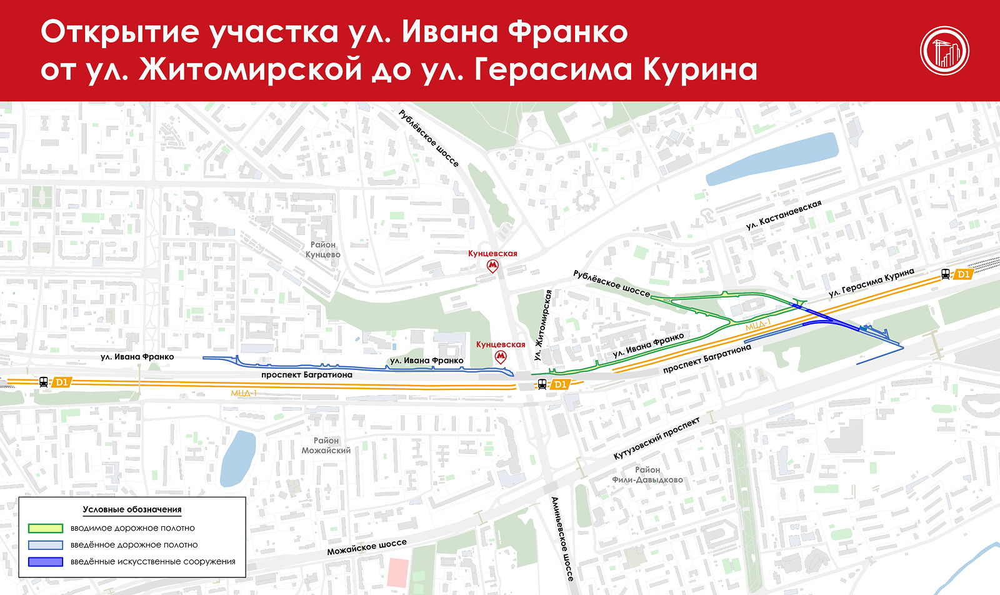 Открытие участка ул. Ивана Франко
от ул. Житомирской до ул. Герасима Курина
Рублёвское шоссе
ул. Кастанаевская
Район
Кунцево
Кунцевская
Рублёвское шоссе
ул. Герасима Курина
D1
ул. Житомирская
МЦД-1
ул. Ивана Франко
Кунцевская
проспект Багратиона
ул. Ивана Франко
ул. Ивана Франко
проспект Багратиона
D1
D1
МЦД-1
Район
Можайский
Кутузовский проспект
Район
Фили-Давыдково
Аминьевское шоссе
Можайское шоссе
Условные обозначения
вводимое дорожное полотно
введённое дорожное полотно
введённые искусственные сооружения